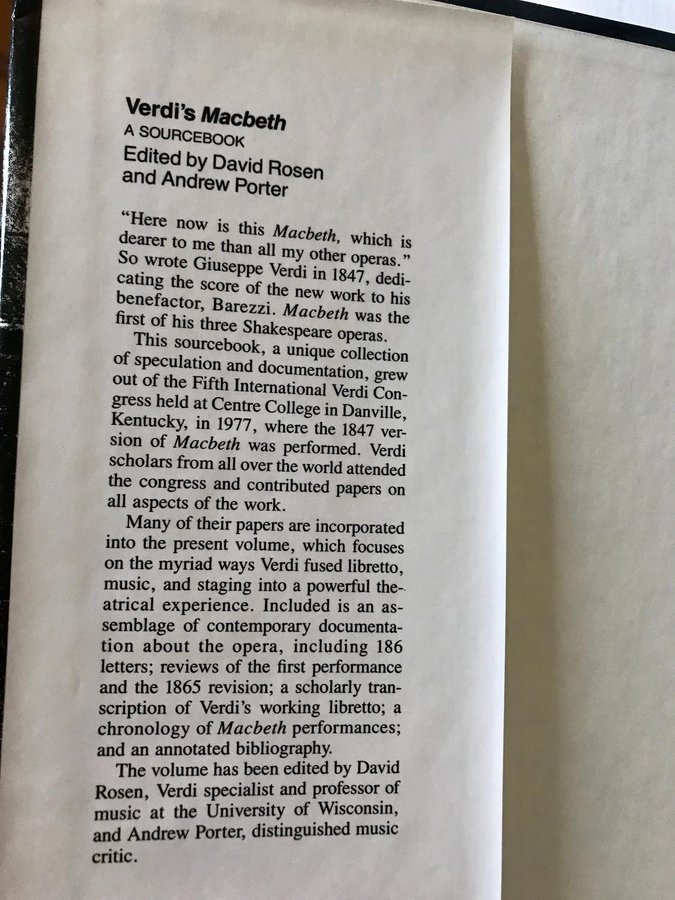 Verdi's Macbeth
A SOURCEBOOK
Edited by David Rosen
and Andrew Porter
“Here now is this Macbeth, which is
dearer to me than all my other operas.”
So wrote Giuseppe Verdi in 1847, dedi-
cating the score of the new work to his
benefactor, Barezzi. Macbeth was the
first of his three Shakespeare operas.
This sourcebook, a unique collection
of speculation and documentation, grew
out of the Fifth International Verdi Con-
gress held at Centre College in Danville,
Kentucky, in 1977, where the 1847 ver-
sion of Macbeth was performed. Verdi
scholars from all over the world attended
the congress and contributed papers on
all aspects of the work.
Many of their papers are incorporated
into the present volume, which focuses
on the myriad ways Verdi fused libretto,
music, and staging into a powerful the-
atrical experience. Included is an as-
semblage of contemporary documenta-
tion about the opera, including 186
letters; reviews of the first performance
and the 1865 revision; a scholarly tran-
scription of Verdi's working libretto; a
chronology of Macbeth performances;
and an annotated bibliography.
The volume has been edited by David
Rosen, Verdi specialist and professor of
music at the University of Wisconsin,
and Andrew Porter, distinguished music
critic.